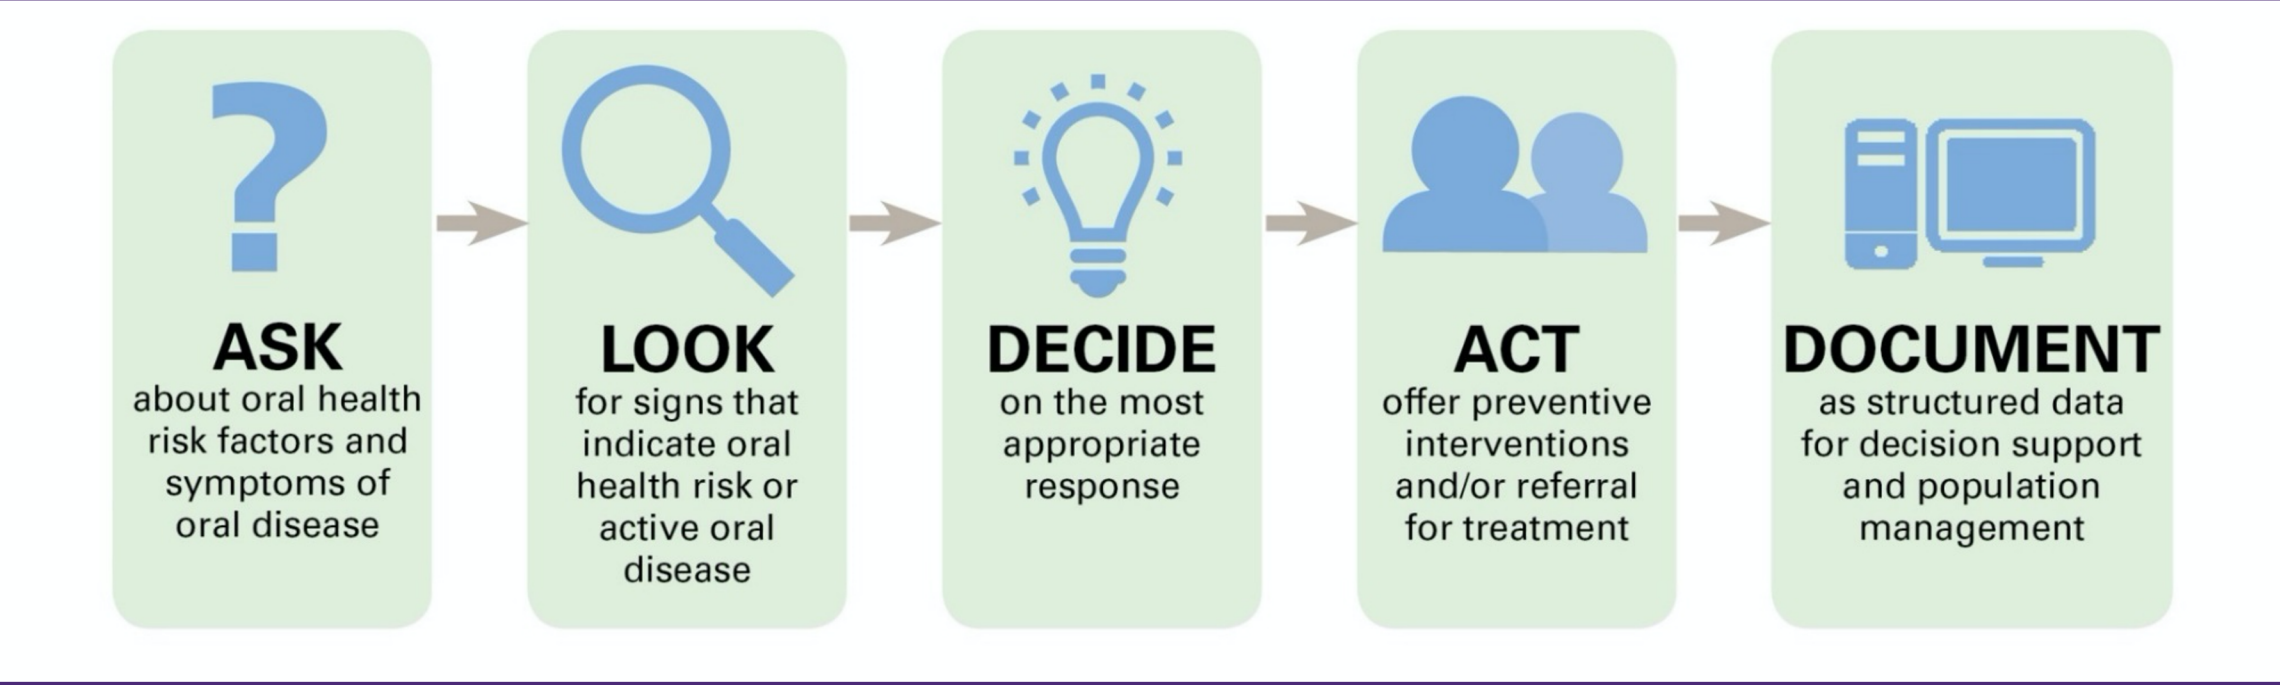 ASK
about oral health
risk factors and
symptoms of
oral disease
LOOK
for signs that
indicate oral
health risk or
active oral
disease
DECIDE
on the most
appropriate
response
ACT
offer preventive
interventions
and/or referral
for treatment
DOCUMENT
as structured data
for decision support
and population
management